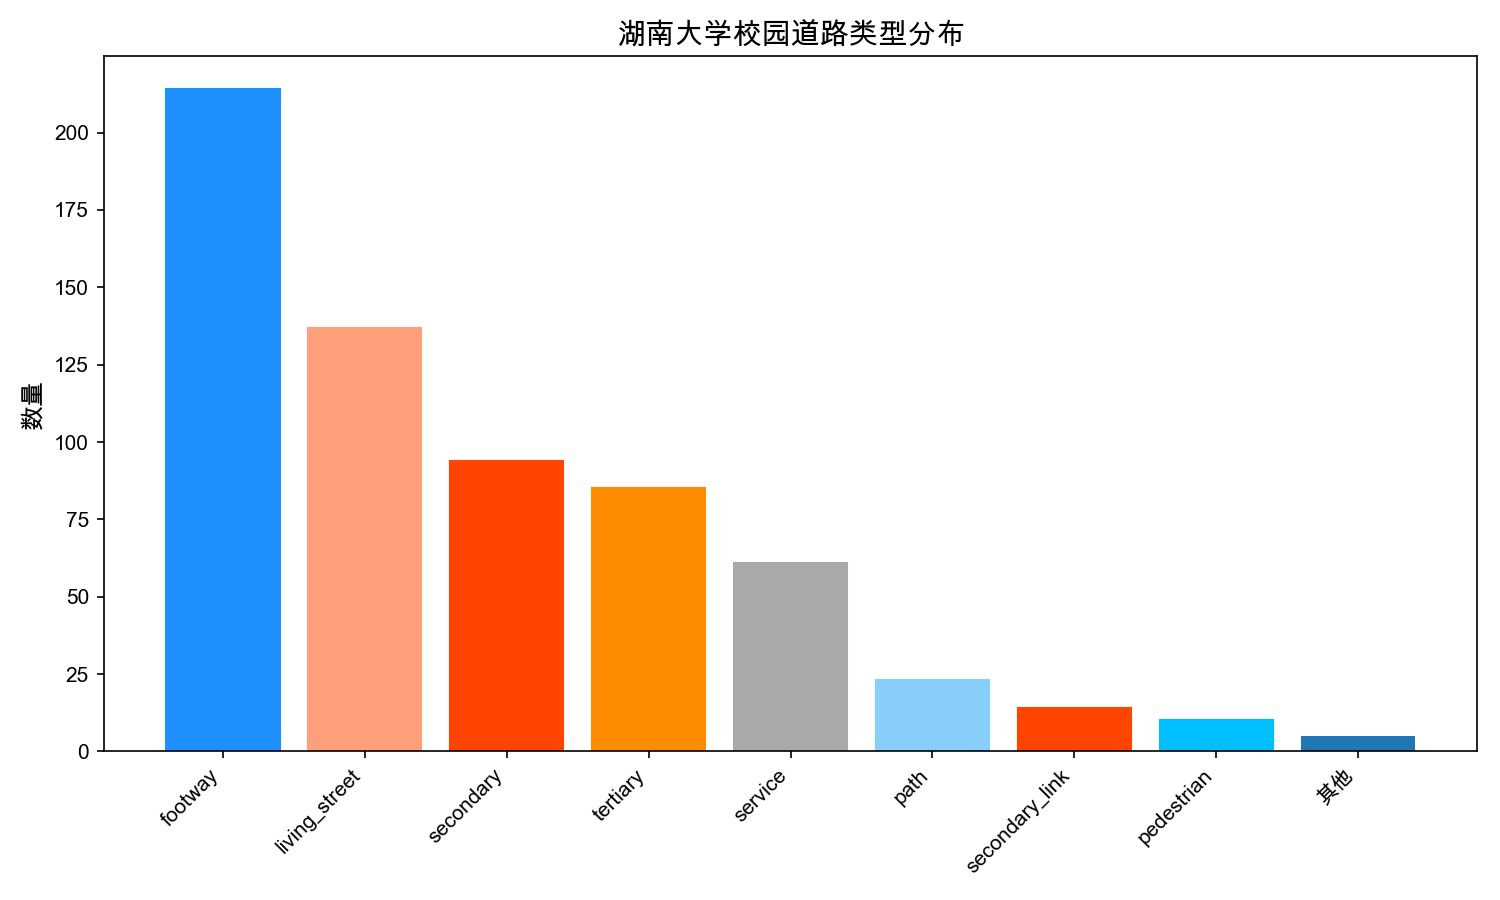 湖南大学校园道路类型分布
数量
200
175
150
125
100
75
50
25
0
footway
living_street
secondary
tertiary
service
path
secondary_link
pedestrian
其他